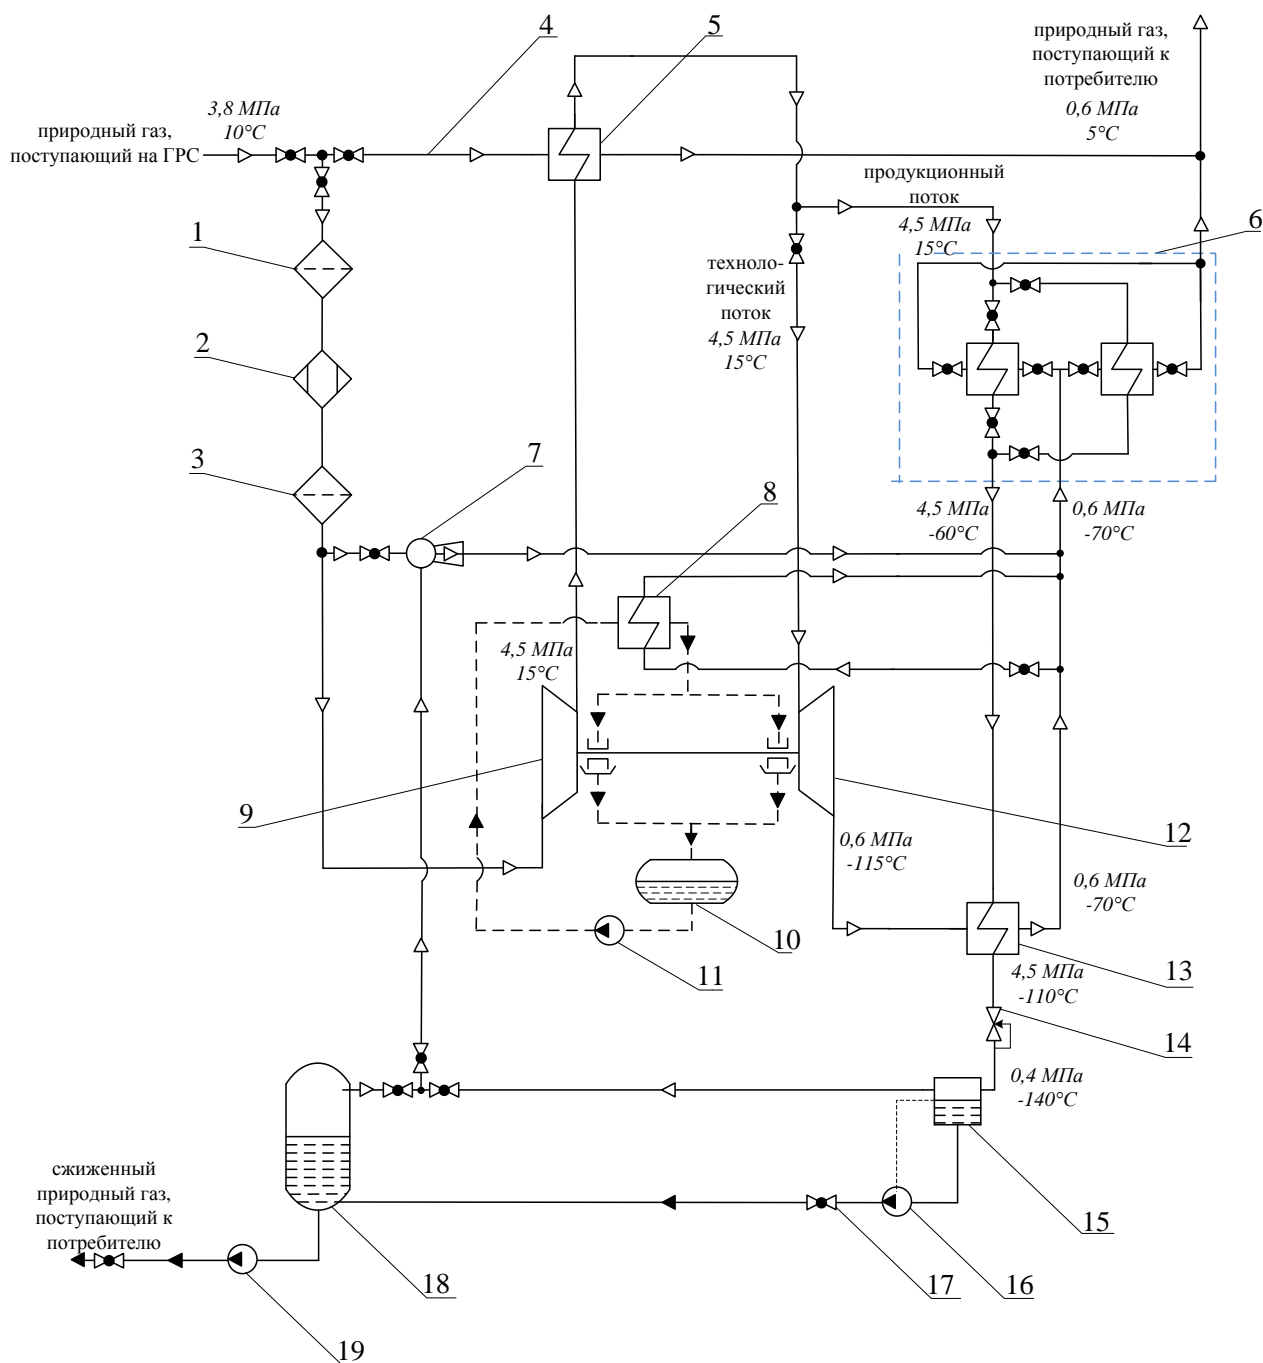 4
5
природный газ,
поступающий к
потребителю
0,6 МПа
5°С
3,8 МПа
10°С
природный газ,
поступающий на ГРС
продукционный
поток
4,5 МПа
15°С
6
1
техноло-
гический
поток
4,5 МПа
15°С
2
3
7
8
4,5 МПа
-60°С
0,6 МПа
-70°С
4,5 МПа
15°С
9
12
0,6 МПа
-115°С
0,6 МПа
-70°С
10
11
13
4,5 МПа
-110°С
14
0,4 МПа
-140°С
сжиженный
природный газ,
поступающий к
потребителю
15
16
17
18
19